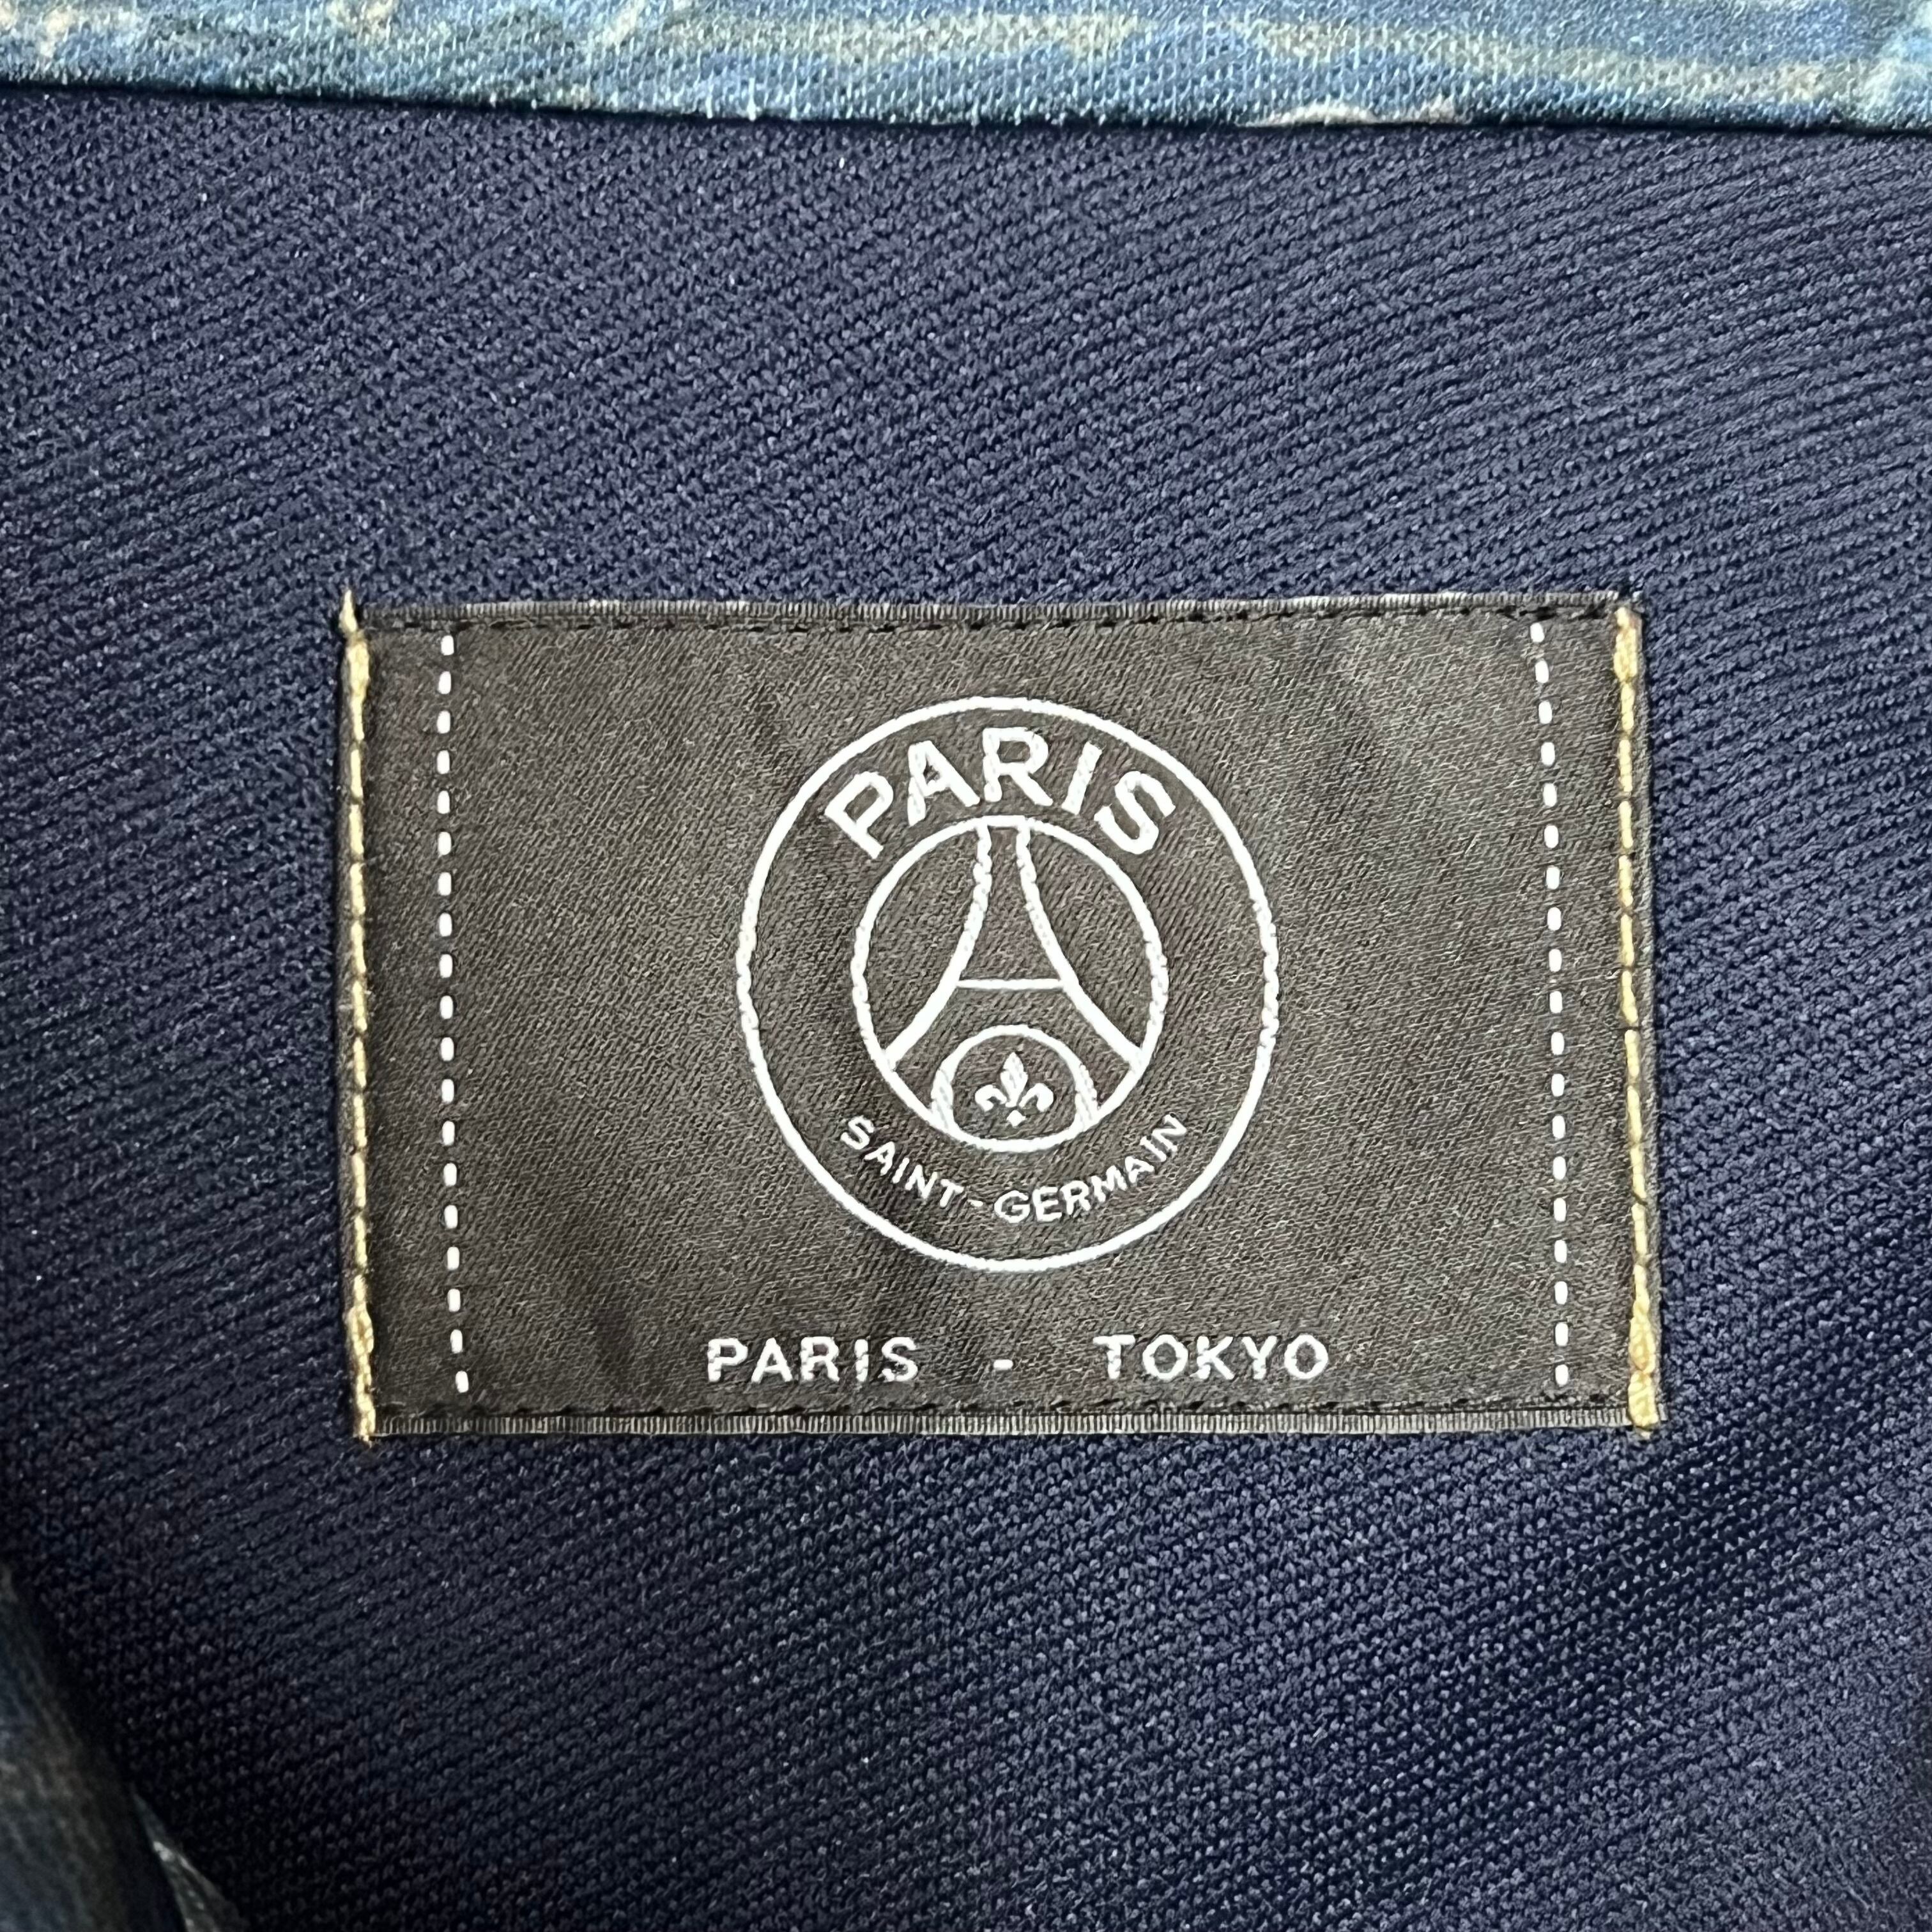 PARIS
SAINT-GERMAIN
PARIS - TOKYO